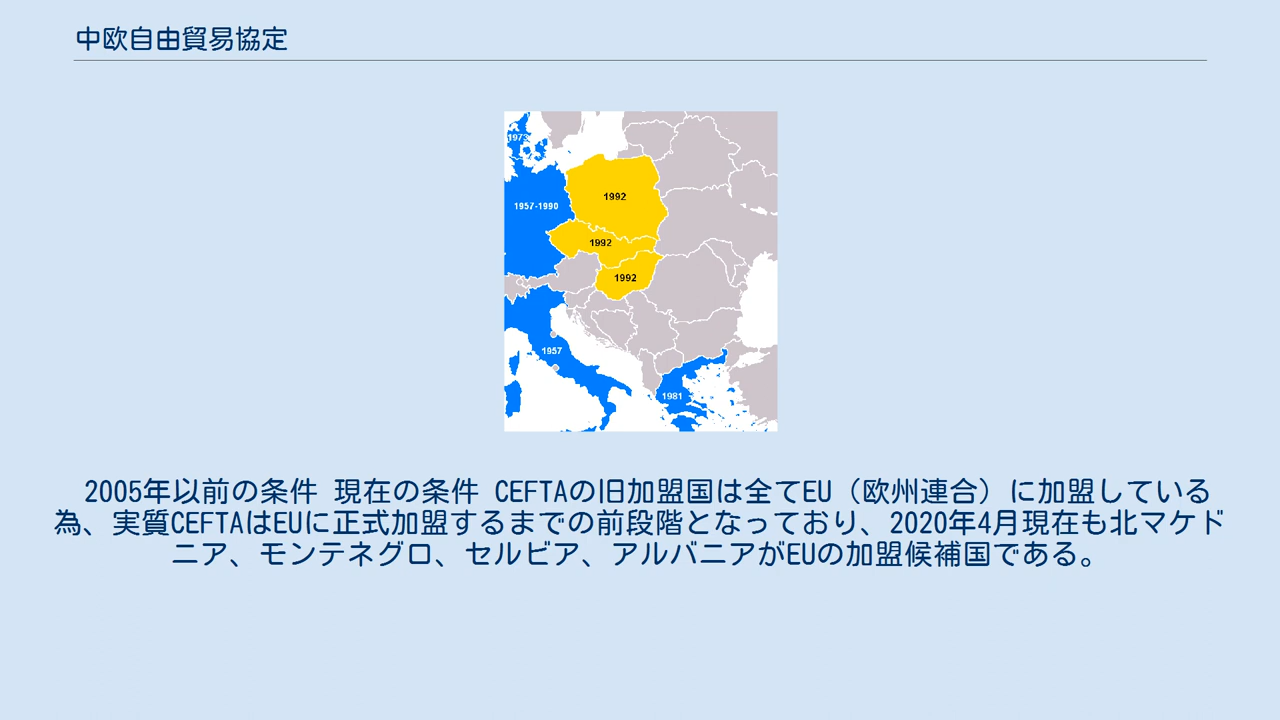 中欧自由貿易協定
1973
1992
1957-1990
1992
1992
1957
1981
2005年以前の条件 現在の条件 CEFTAの旧加盟国は全てEU（欧州連合）に加盟している
為、実質CEFTAはEUに正式加盟するまでの前段階となっており、2020年4月現在も北マケド
ニア、モンテネグロ、セルビア、アルバニアがEUの加盟候補国である。